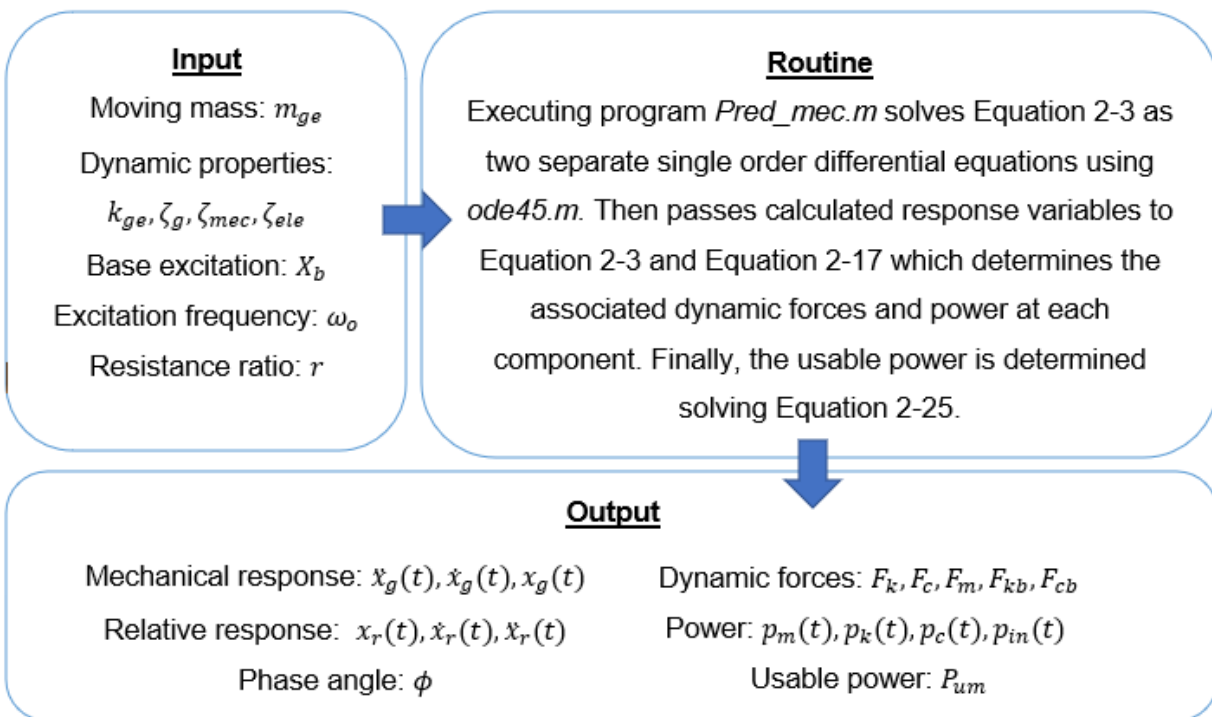 Input
Moving mass: m_ge
Dynamic properties:
k_ge, ζ_g, ζ_mec, ζ_ele
Base excitation: X_b
Excitation frequency: ω_o
Resistance ratio: r
Routine
Executing program Pred_mec.m solves Equation 2-3 as
two separate single order differential equations using
ode45.m. Then passes calculated response variables to
Equation 2-3 and Equation 2-17 which determines the
associated dynamic forces and power at each
component. Finally, the usable power is determined
solving Equation 2-25.
Output
Mechanical response: ẍ_g(t), ẋ_g(t), x_g(t)
Relative response: x_r(t), ẋ_r(t), ẍ_r(t)
Phase angle: ϕ
Dynamic forces: F_k, F_c, F_m, F_kb, F_cb
Power: p_m(t), p_k(t), p_c(t), p_in(t)
Usable power: P_um